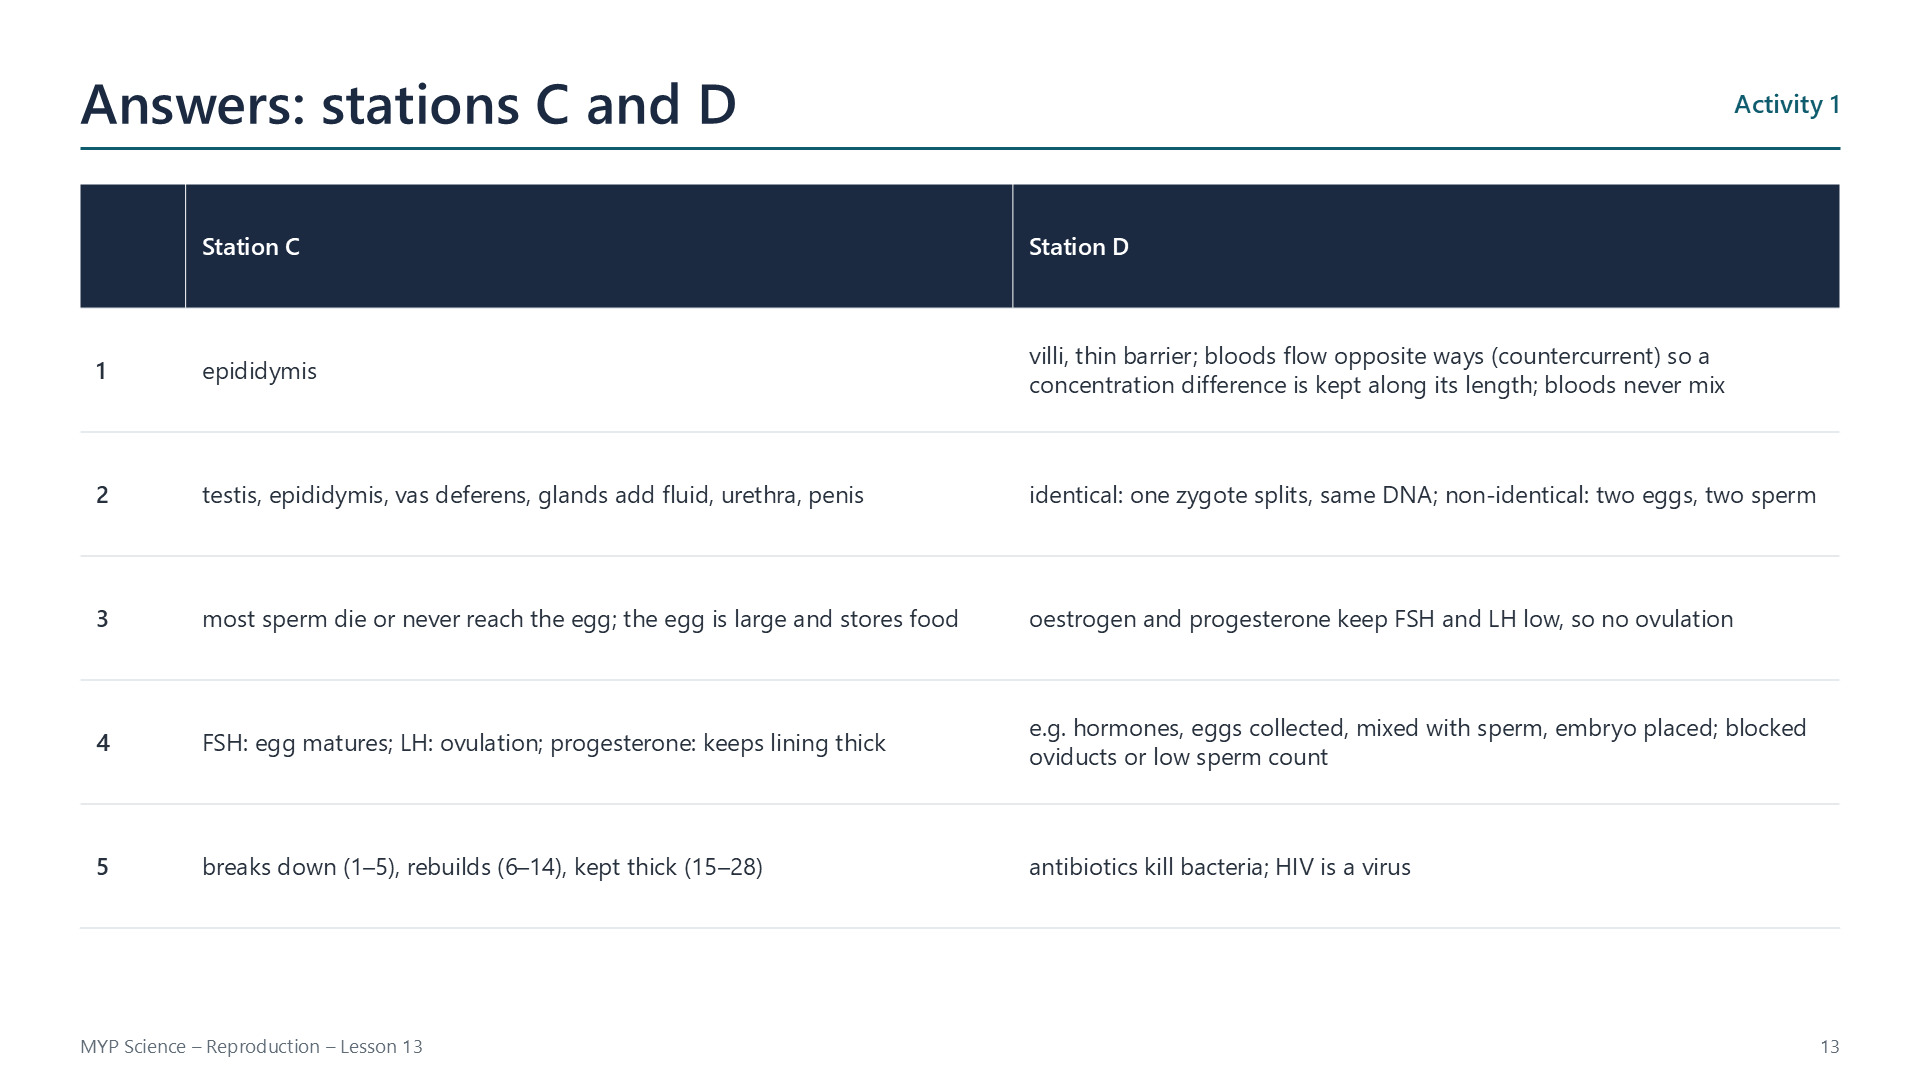 Answers: stations C and D
Activity 1
Station C
Station D
1
epididymis
villi, thin barrier; bloods flow opposite ways (countercurrent) so a
concentration difference is kept along its length; bloods never mix
2
testis, epididymis, vas deferens, glands add fluid, urethra, penis
identical: one zygote splits, same DNA; non-identical: two eggs, two sperm
3
most sperm die or never reach the egg; the egg is large and stores food
oestrogen and progesterone keep FSH and LH low, so no ovulation
4
FSH: egg matures; LH: ovulation; progesterone: keeps lining thick
e.g. hormones, eggs collected, mixed with sperm, embryo placed; blocked
oviducts or low sperm count
5
breaks down (1–5), rebuilds (6–14), kept thick (15–28)
antibiotics kill bacteria; HIV is a virus
MYP Science – Reproduction – Lesson 13
13